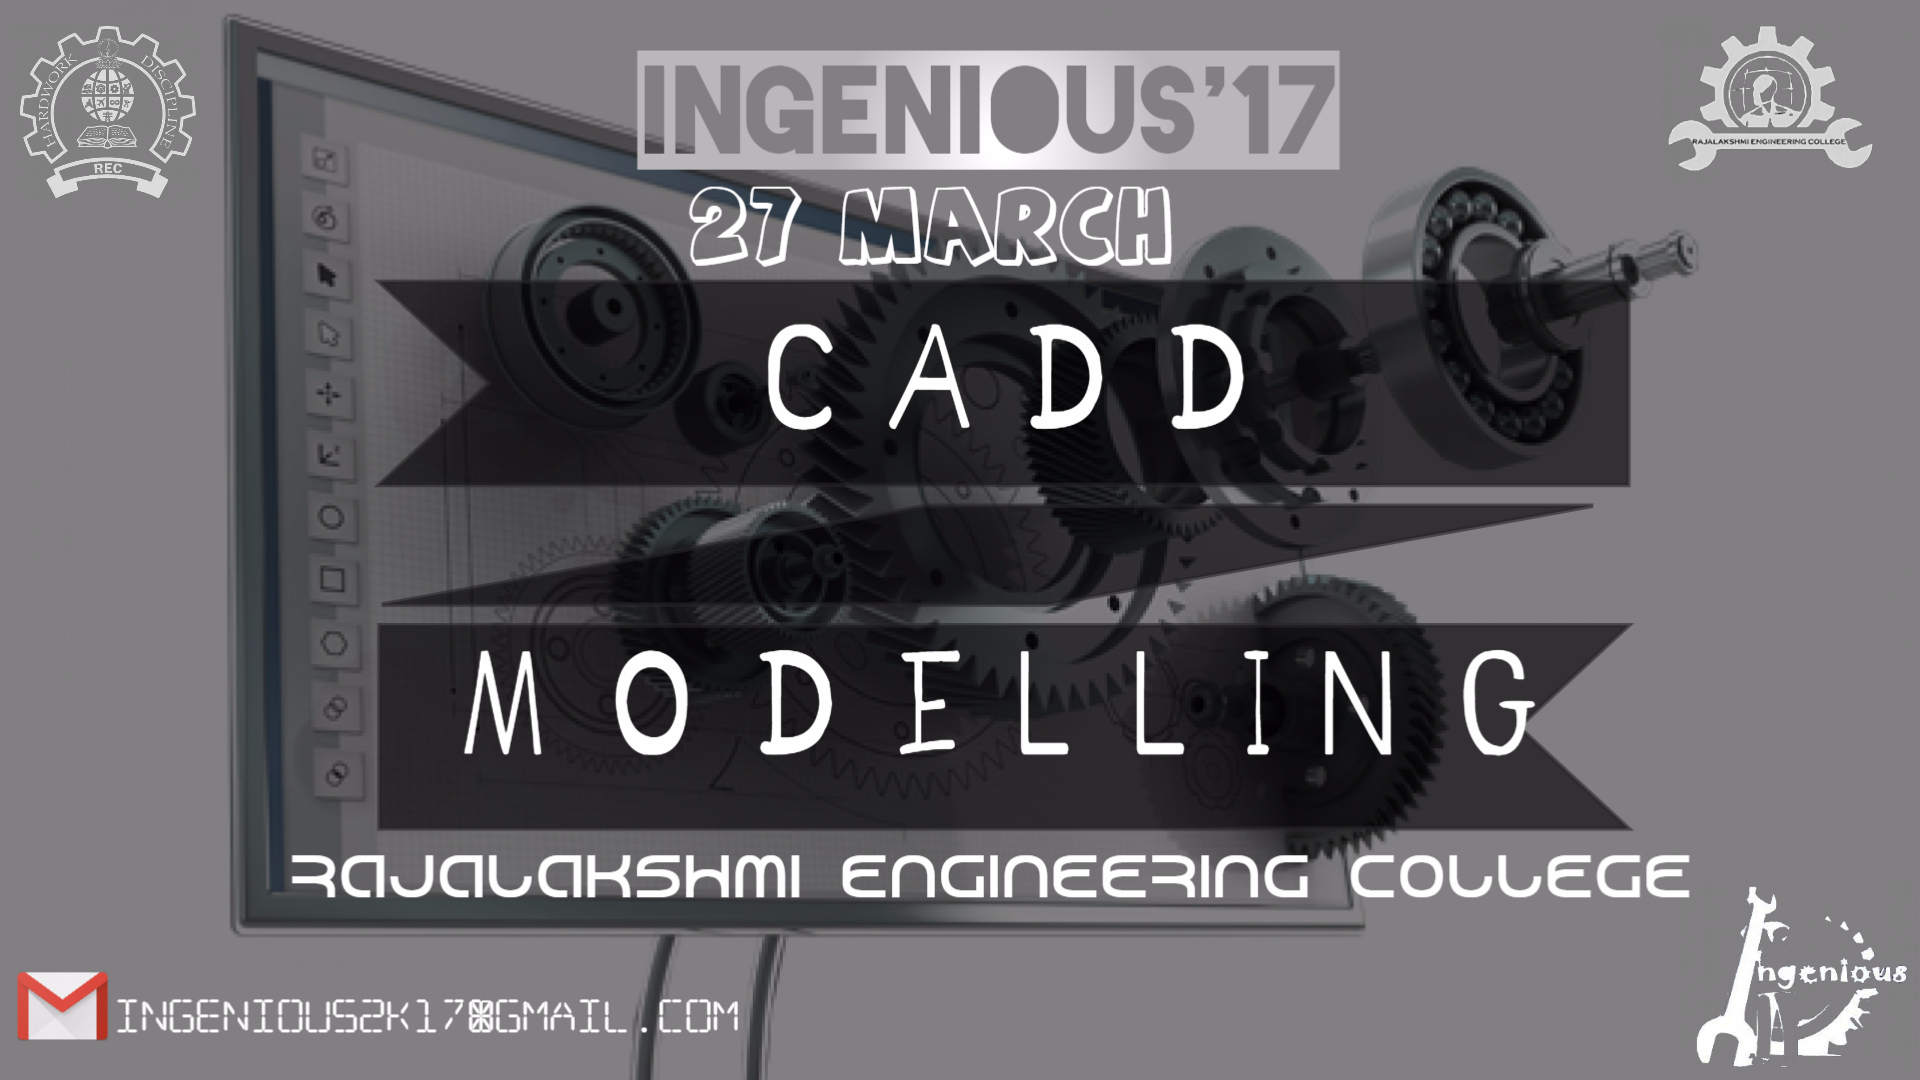 HARDWORK DISCIPLINE
REC
INGENIOUS'17
RAJALAKSHMI ENGINEERING COLLEGE
27 MARCH
CADD
MODELLING
RAJALAKSHMI ENGINEERING COLLEGE
INGENIOUS2K17@GMAIL.COM
Ingenious